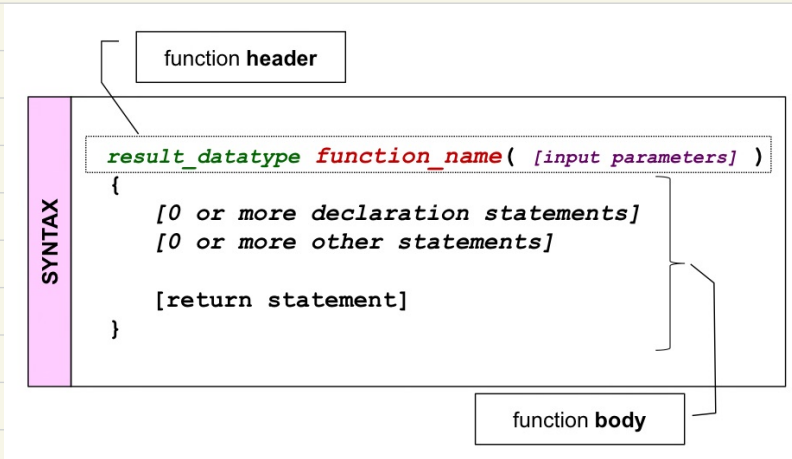 function header
SYNTAX
result_datatype function_name( [input parameters] )
{
[0 or more declaration statements]
[0 or more other statements]
[return statement]
}
function body